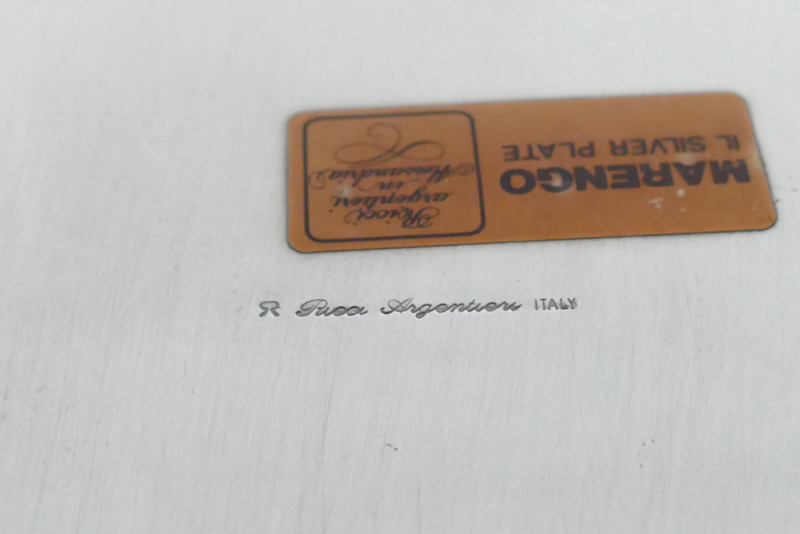 MARENGO
IL SILVER PLATE
Ricci
argentieri
in
Alessandria
R Ricci Argentieri ITALY